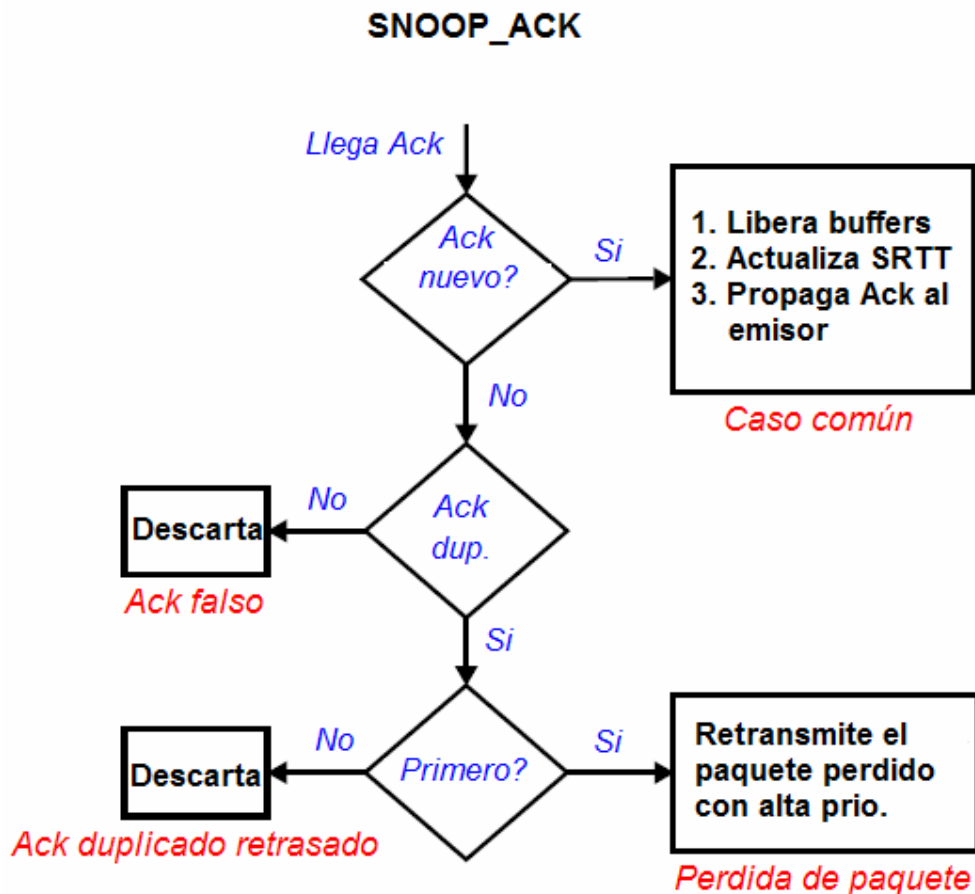 SNOOP_ACK
Llega Ack
Ack
nuevo?
Si
1. Libera buffers
2. Actualiza SRTT
3. Propaga Ack al
emisor
Caso común
No
Ack
dup.
No
Descarta
Ack falso
Si
Primero?
No
Descarta
Ack duplicado retrasado
Si
Retransmite el
paquete perdido
con alta prio.
Perdida de paquete